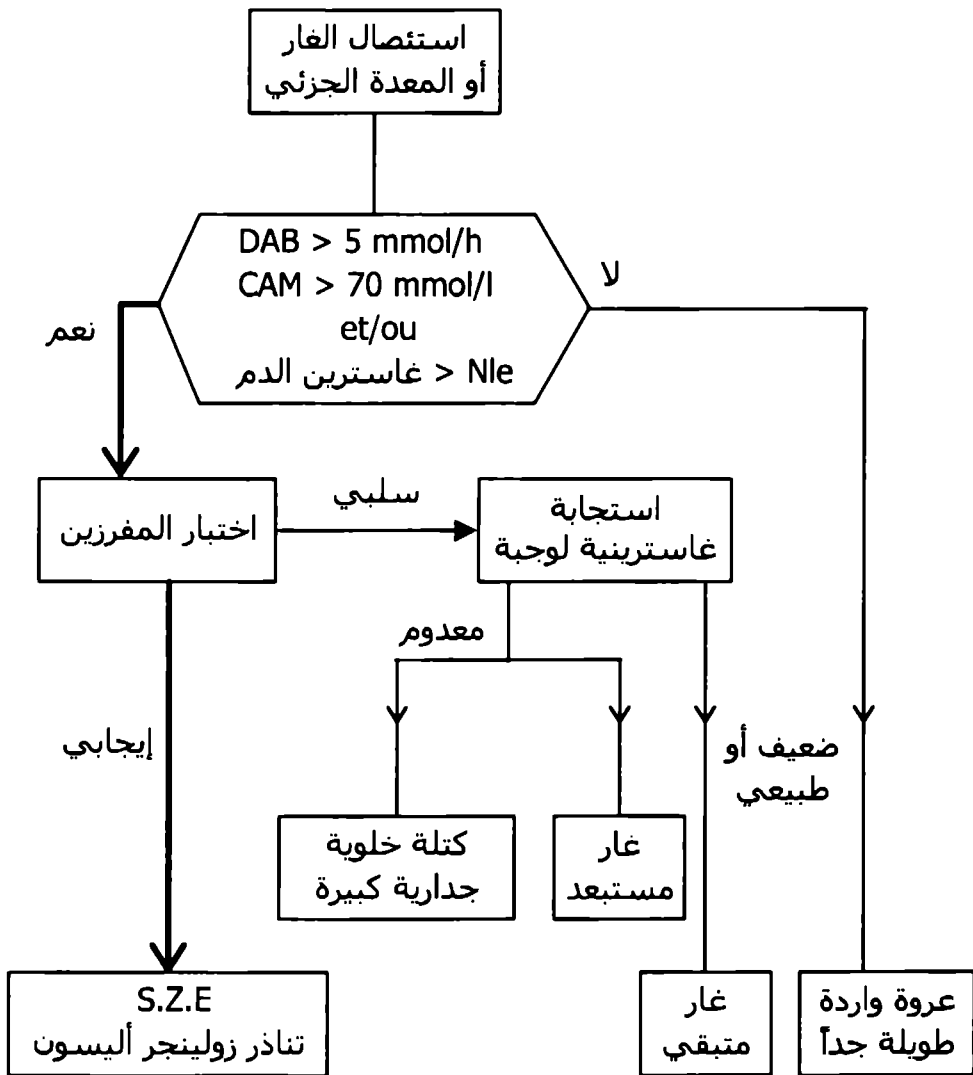 استئصال الغار
أو المعدة الجزئي
DAB > 5 mmol/h
CAM > 70 mmol/l
et/ou
غاسترين الدم > Nle
نعم
لا
اختبار المفرزين
سلبي
استجابة
غاسترينية لوجبة
معدوم
إيجابي
ضعيف أو
طبيعي
كتلة خلوية
جدارية كبيرة
غار
مستبعد
S.Z.E
تناذر زولينجر أليسون
غار
متبقي
عروة واردة
طويلة جداً